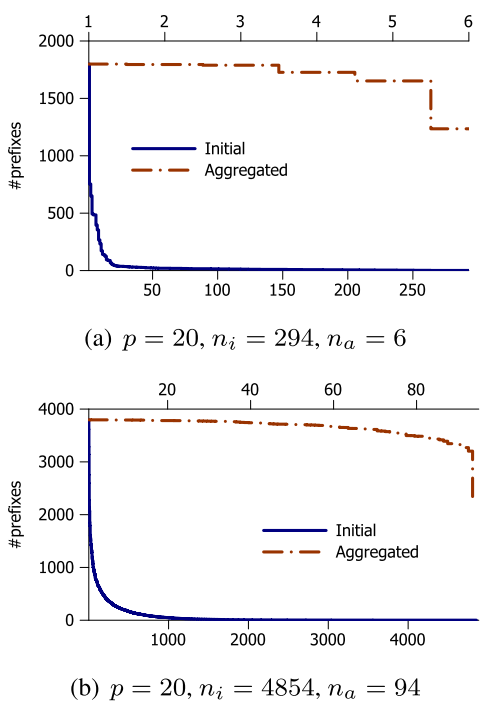 1 2 3 4 5 6
2000
1500
1000
500
0
#prefixes
Initial
Aggregated
50 100 150 200 250
(a) p = 20, n_i = 294, n_a = 6
20 40 60 80
4000
3000
2000
1000
0
#prefixes
Initial
Aggregated
1000 2000 3000 4000
(b) p = 20, n_i = 4854, n_a = 94